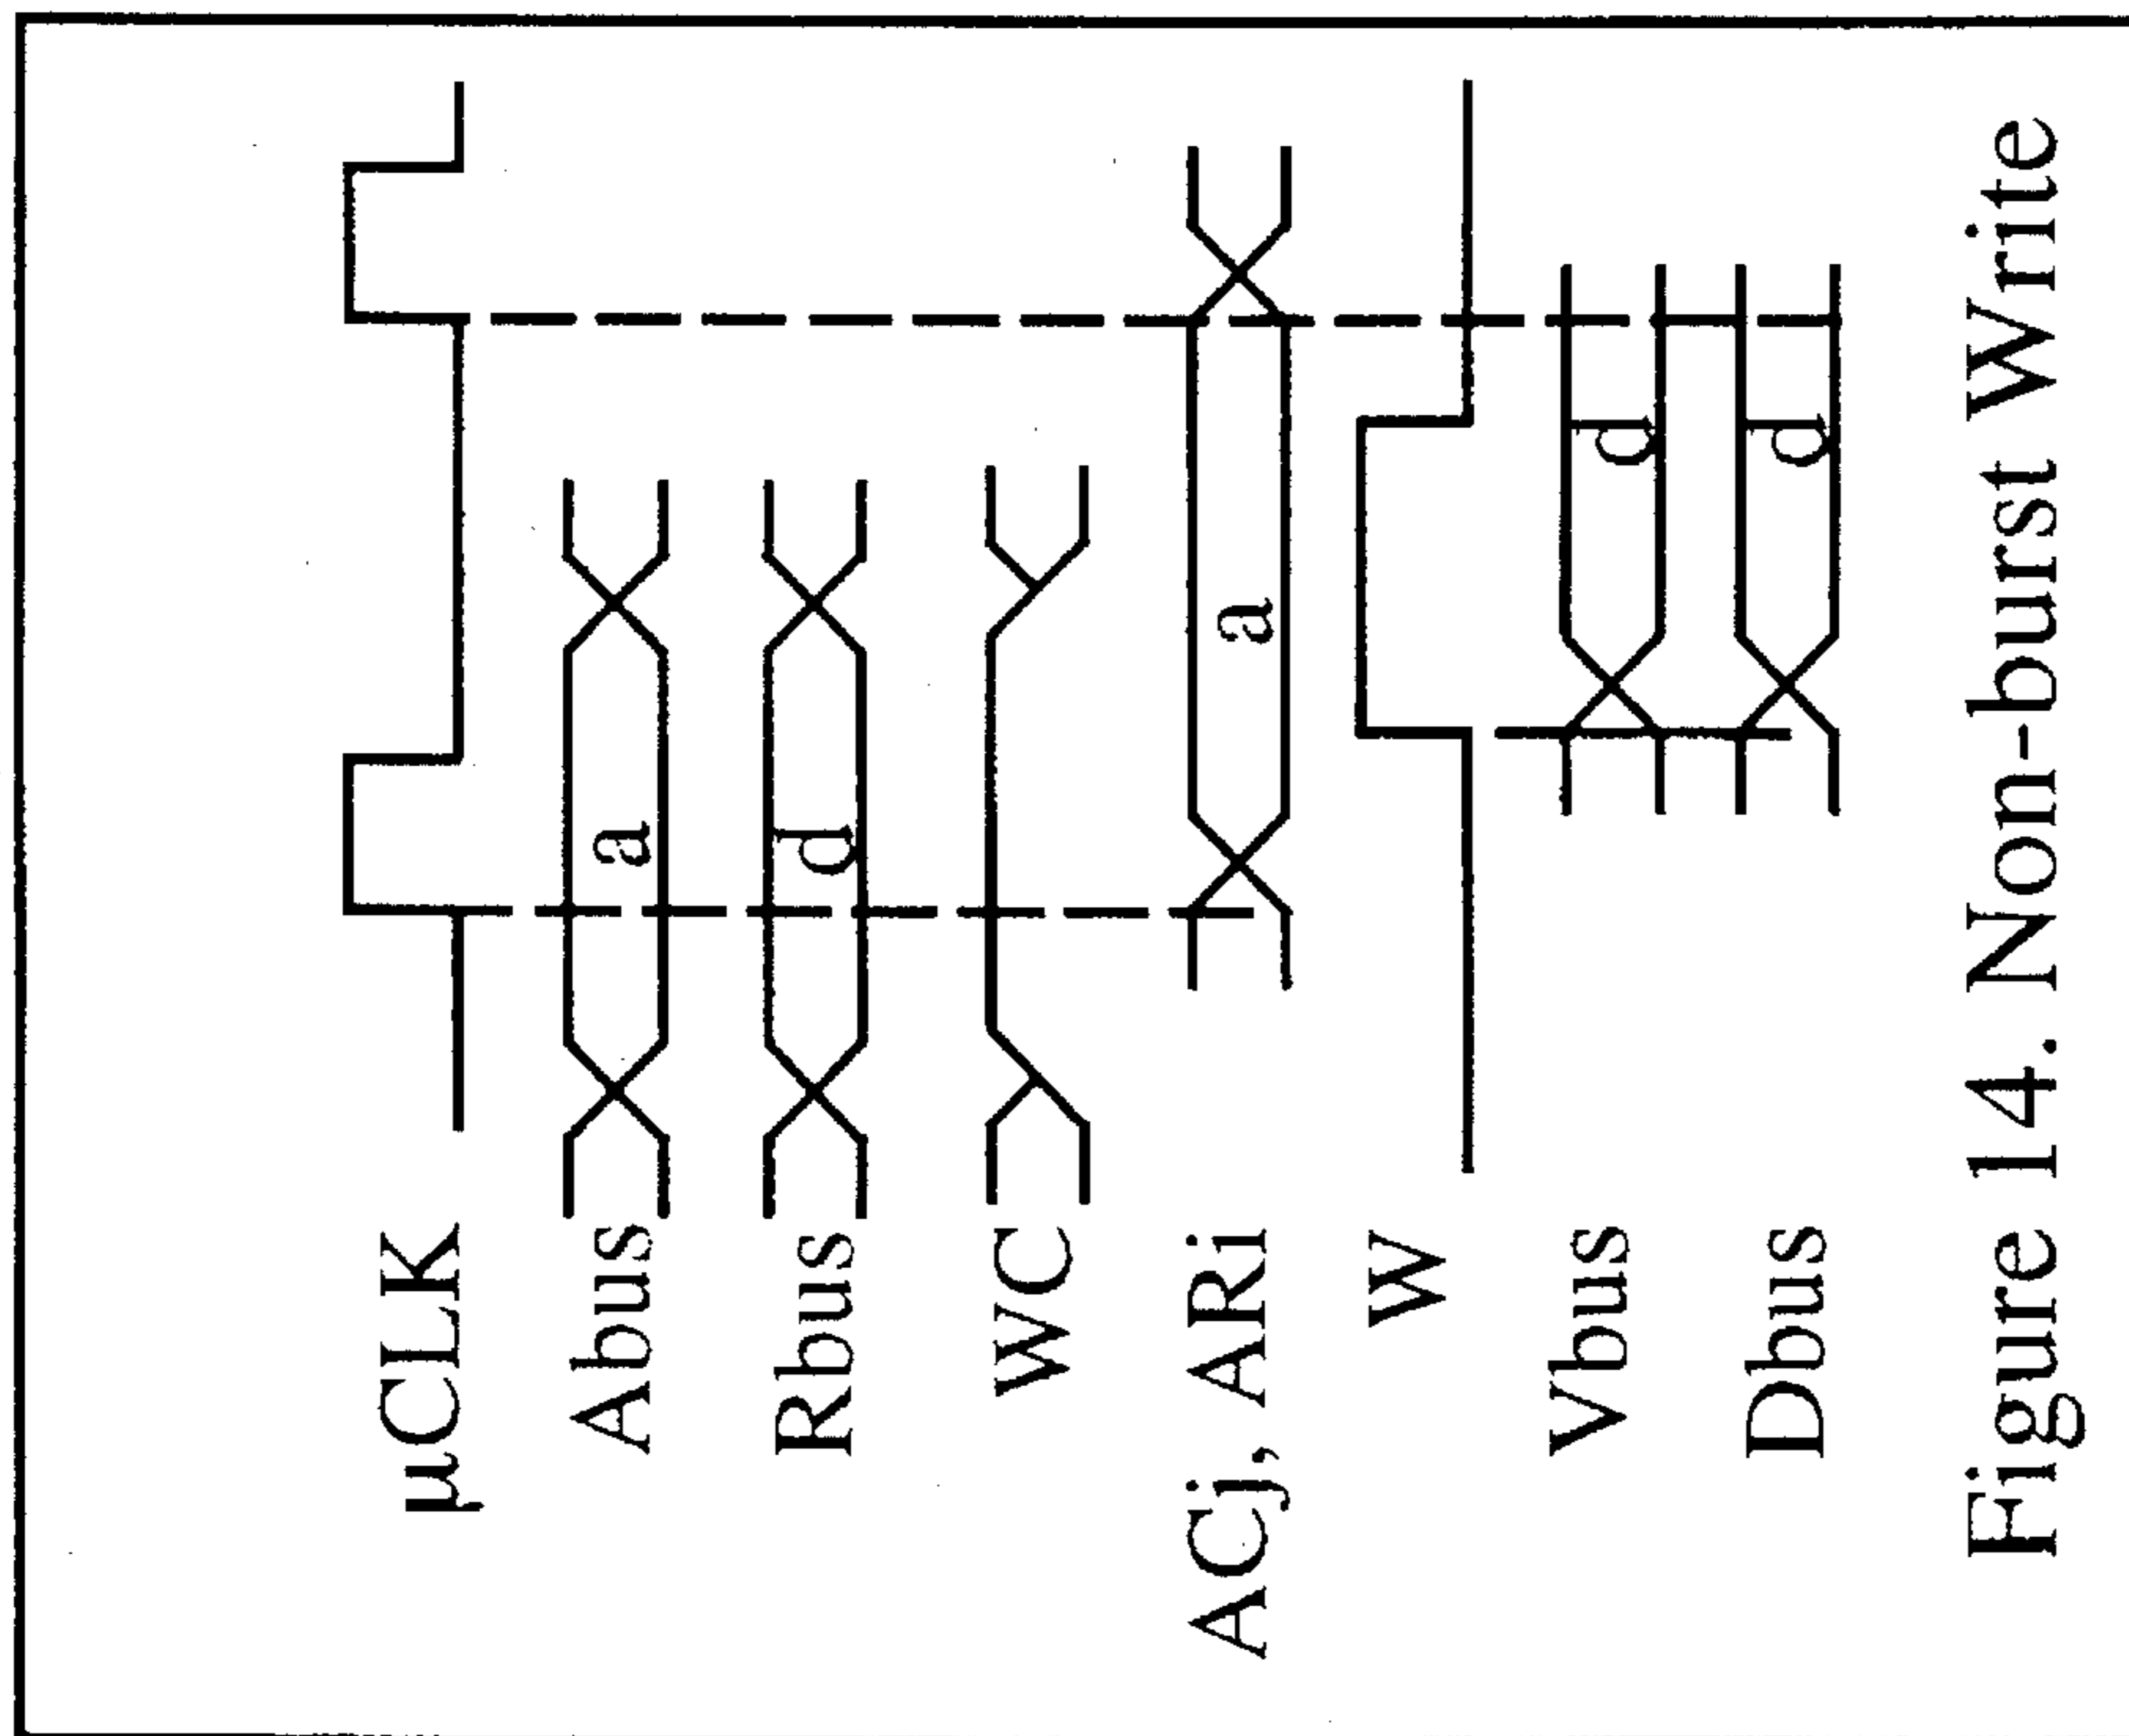 μCLK
Abus a
Rbus d
WC
ACj, ARi a
W
Vbus d
Dbus d
Figure 14. Non-burst Write